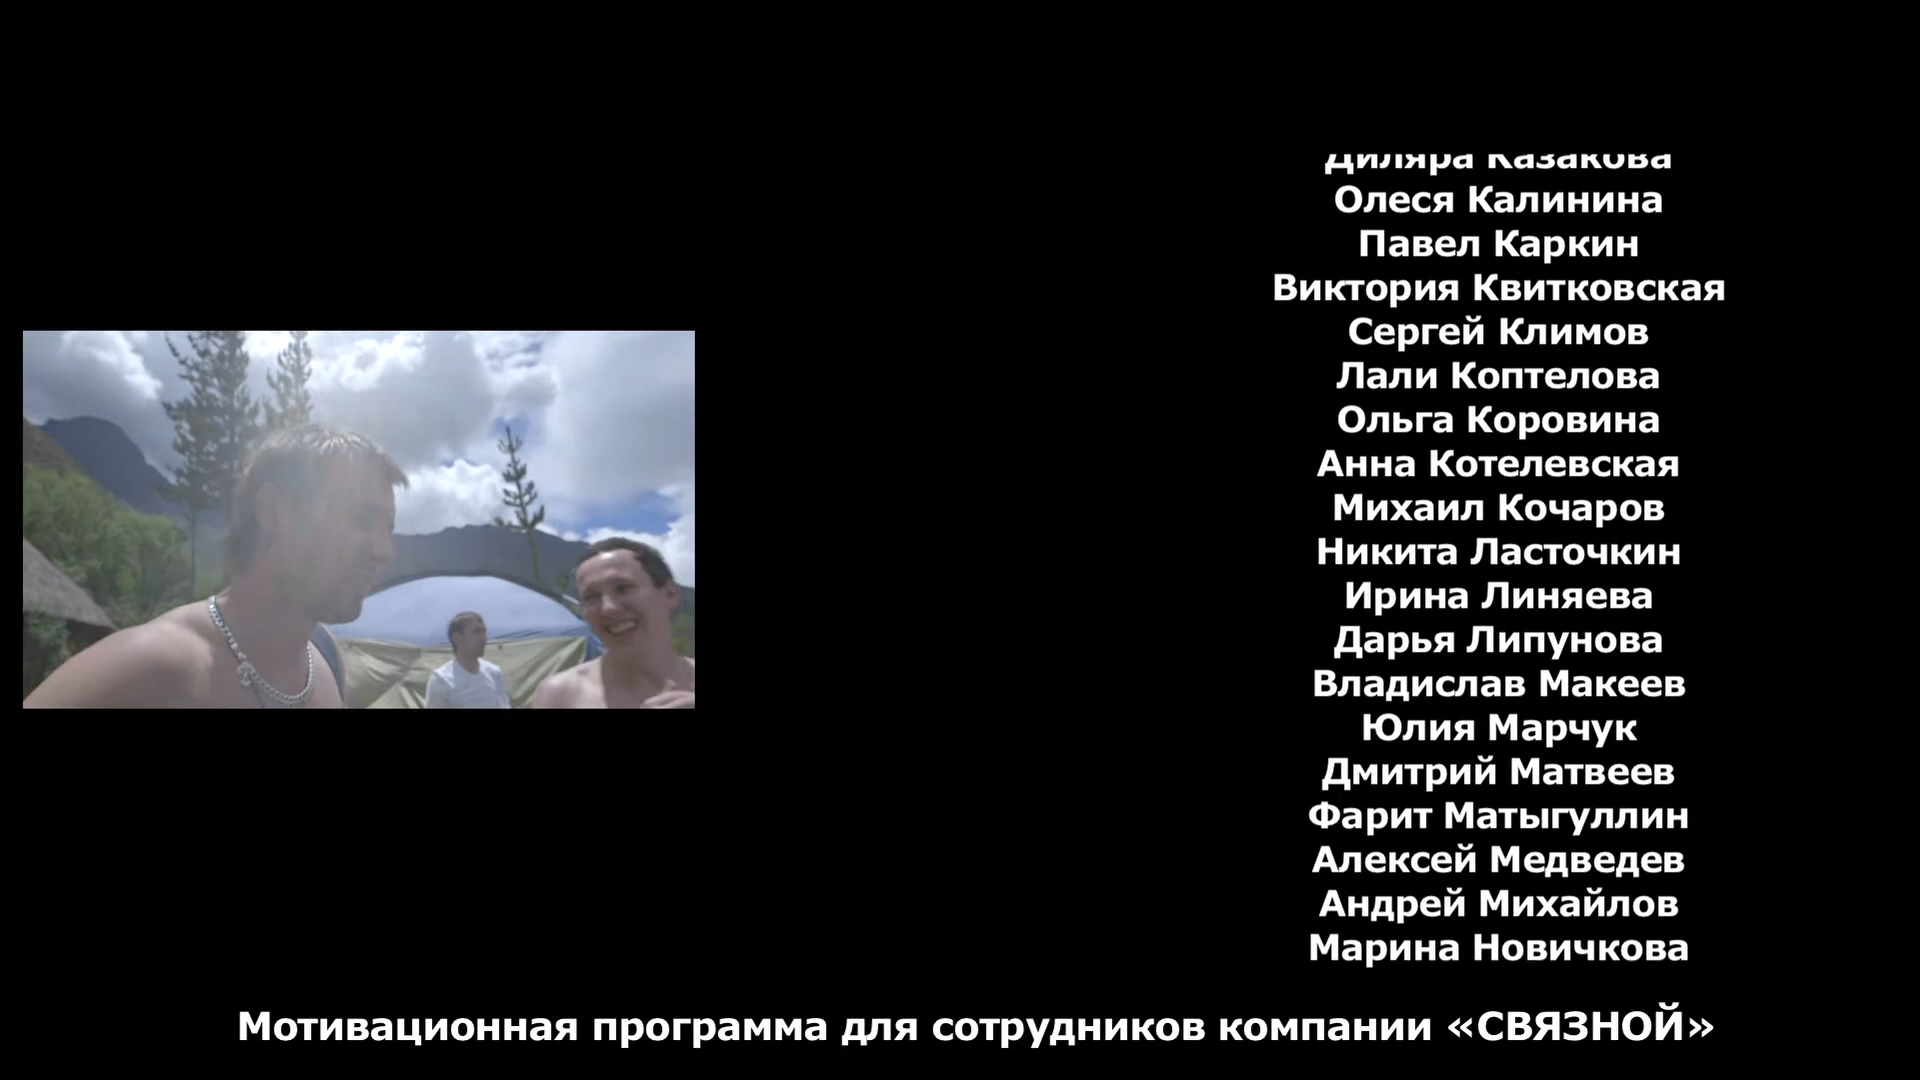 Диляра Казакова
Олеся Калинина
Павел Каркин
Виктория Квитковская
Сергей Климов
Лали Коптелова
Ольга Коровина
Анна Котелевская
Михаил Кочаров
Никита Ласточкин
Ирина Линяева
Дарья Липунова
Владислав Макеев
Юлия Марчук
Дмитрий Матвеев
Фарит Матыгуллин
Алексей Медведев
Андрей Михайлов
Марина Новичкова
Мотивационная программа для сотрудников компании «СВЯЗНОЙ»